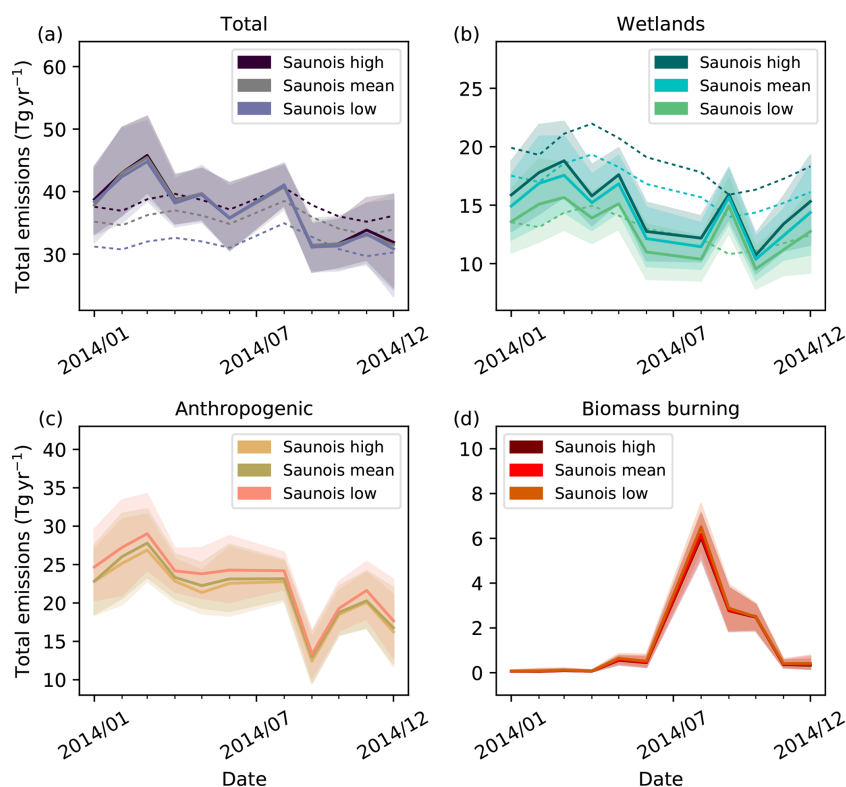 (a)
Total
Total emissions (Tg yr⁻¹)
60
50
40
30
Saunois high
Saunois mean
Saunois low
2014/01
2014/07
2014/12
(b)
Wetlands
25
20
15
10
Saunois high
Saunois mean
Saunois low
2014/01
2014/07
2014/12
(c)
Anthropogenic
Total emissions (Tg yr⁻¹)
40
35
30
25
20
15
10
Saunois high
Saunois mean
Saunois low
2014/01
2014/07
2014/12
Date
(d)
Biomass burning
10
8
6
4
2
0
Saunois high
Saunois mean
Saunois low
2014/01
2014/07
2014/12
Date